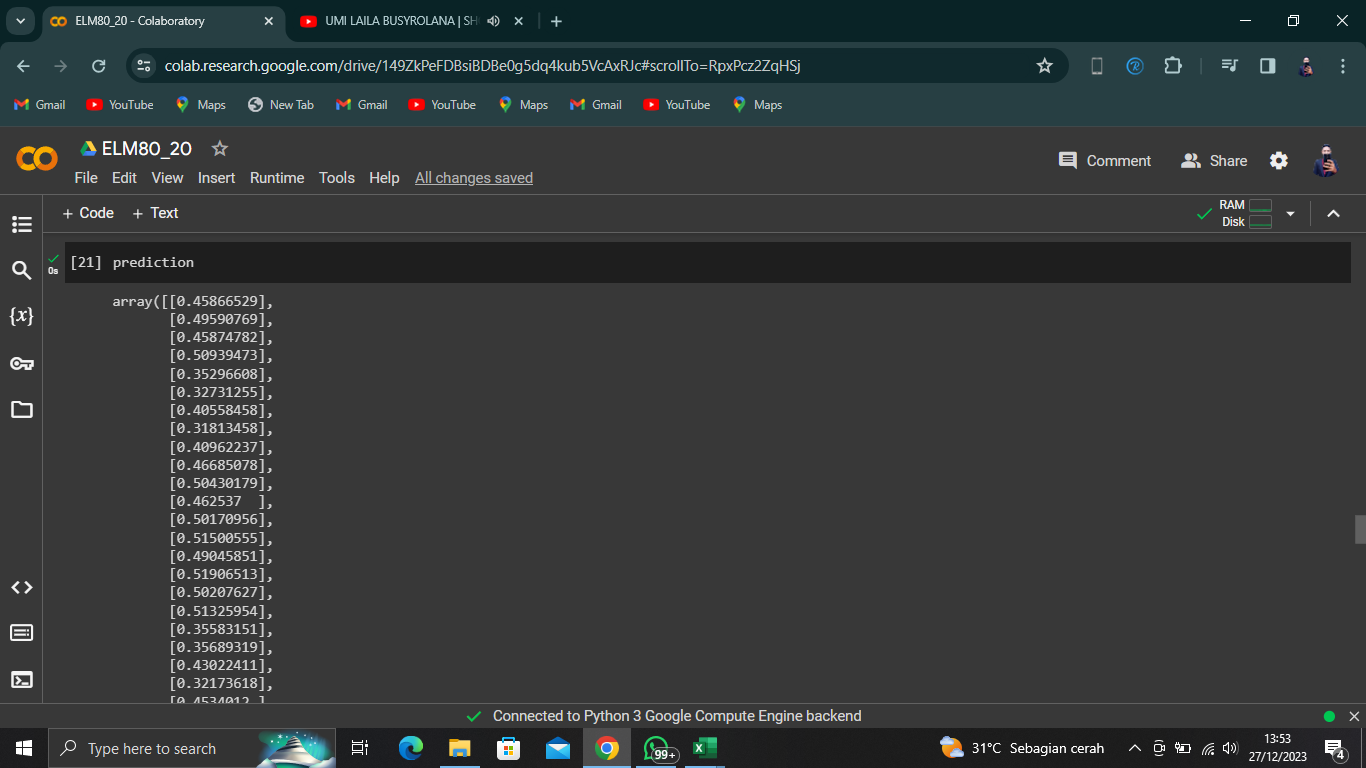 ELM80_20 - Colaboratory
UMI LAILA BUSYROLANA | SH
colab.research.google.com/drive/149ZkPeFDBsiBDBe0g5dq4kub5VcAxRJc#scrollTo=RpxPcz2ZqHSj
Gmail YouTube Maps New Tab Gmail YouTube Maps Gmail YouTube Maps
ELM80_20
Comment Share
File Edit View Insert Runtime Tools Help All changes saved
+ Code + Text
RAM
Disk
[21] prediction
0s
array([[0.45866529],
[0.49590769],
[0.45874782],
[0.50939473],
[0.35296608],
[0.32731255],
[0.40558458],
[0.31813458],
[0.40962237],
[0.46685078],
[0.50430179],
[0.462537  ],
[0.50170956],
[0.51500555],
[0.49045851],
[0.51906513],
[0.50207627],
[0.51325954],
[0.35583151],
[0.35689319],
[0.43022411],
[0.32173618],
[0.4534012 ]
{x}
Connected to Python 3 Google Compute Engine backend
Type here to search
99+
31°C Sebagian cerah
13:53
27/12/2023
4